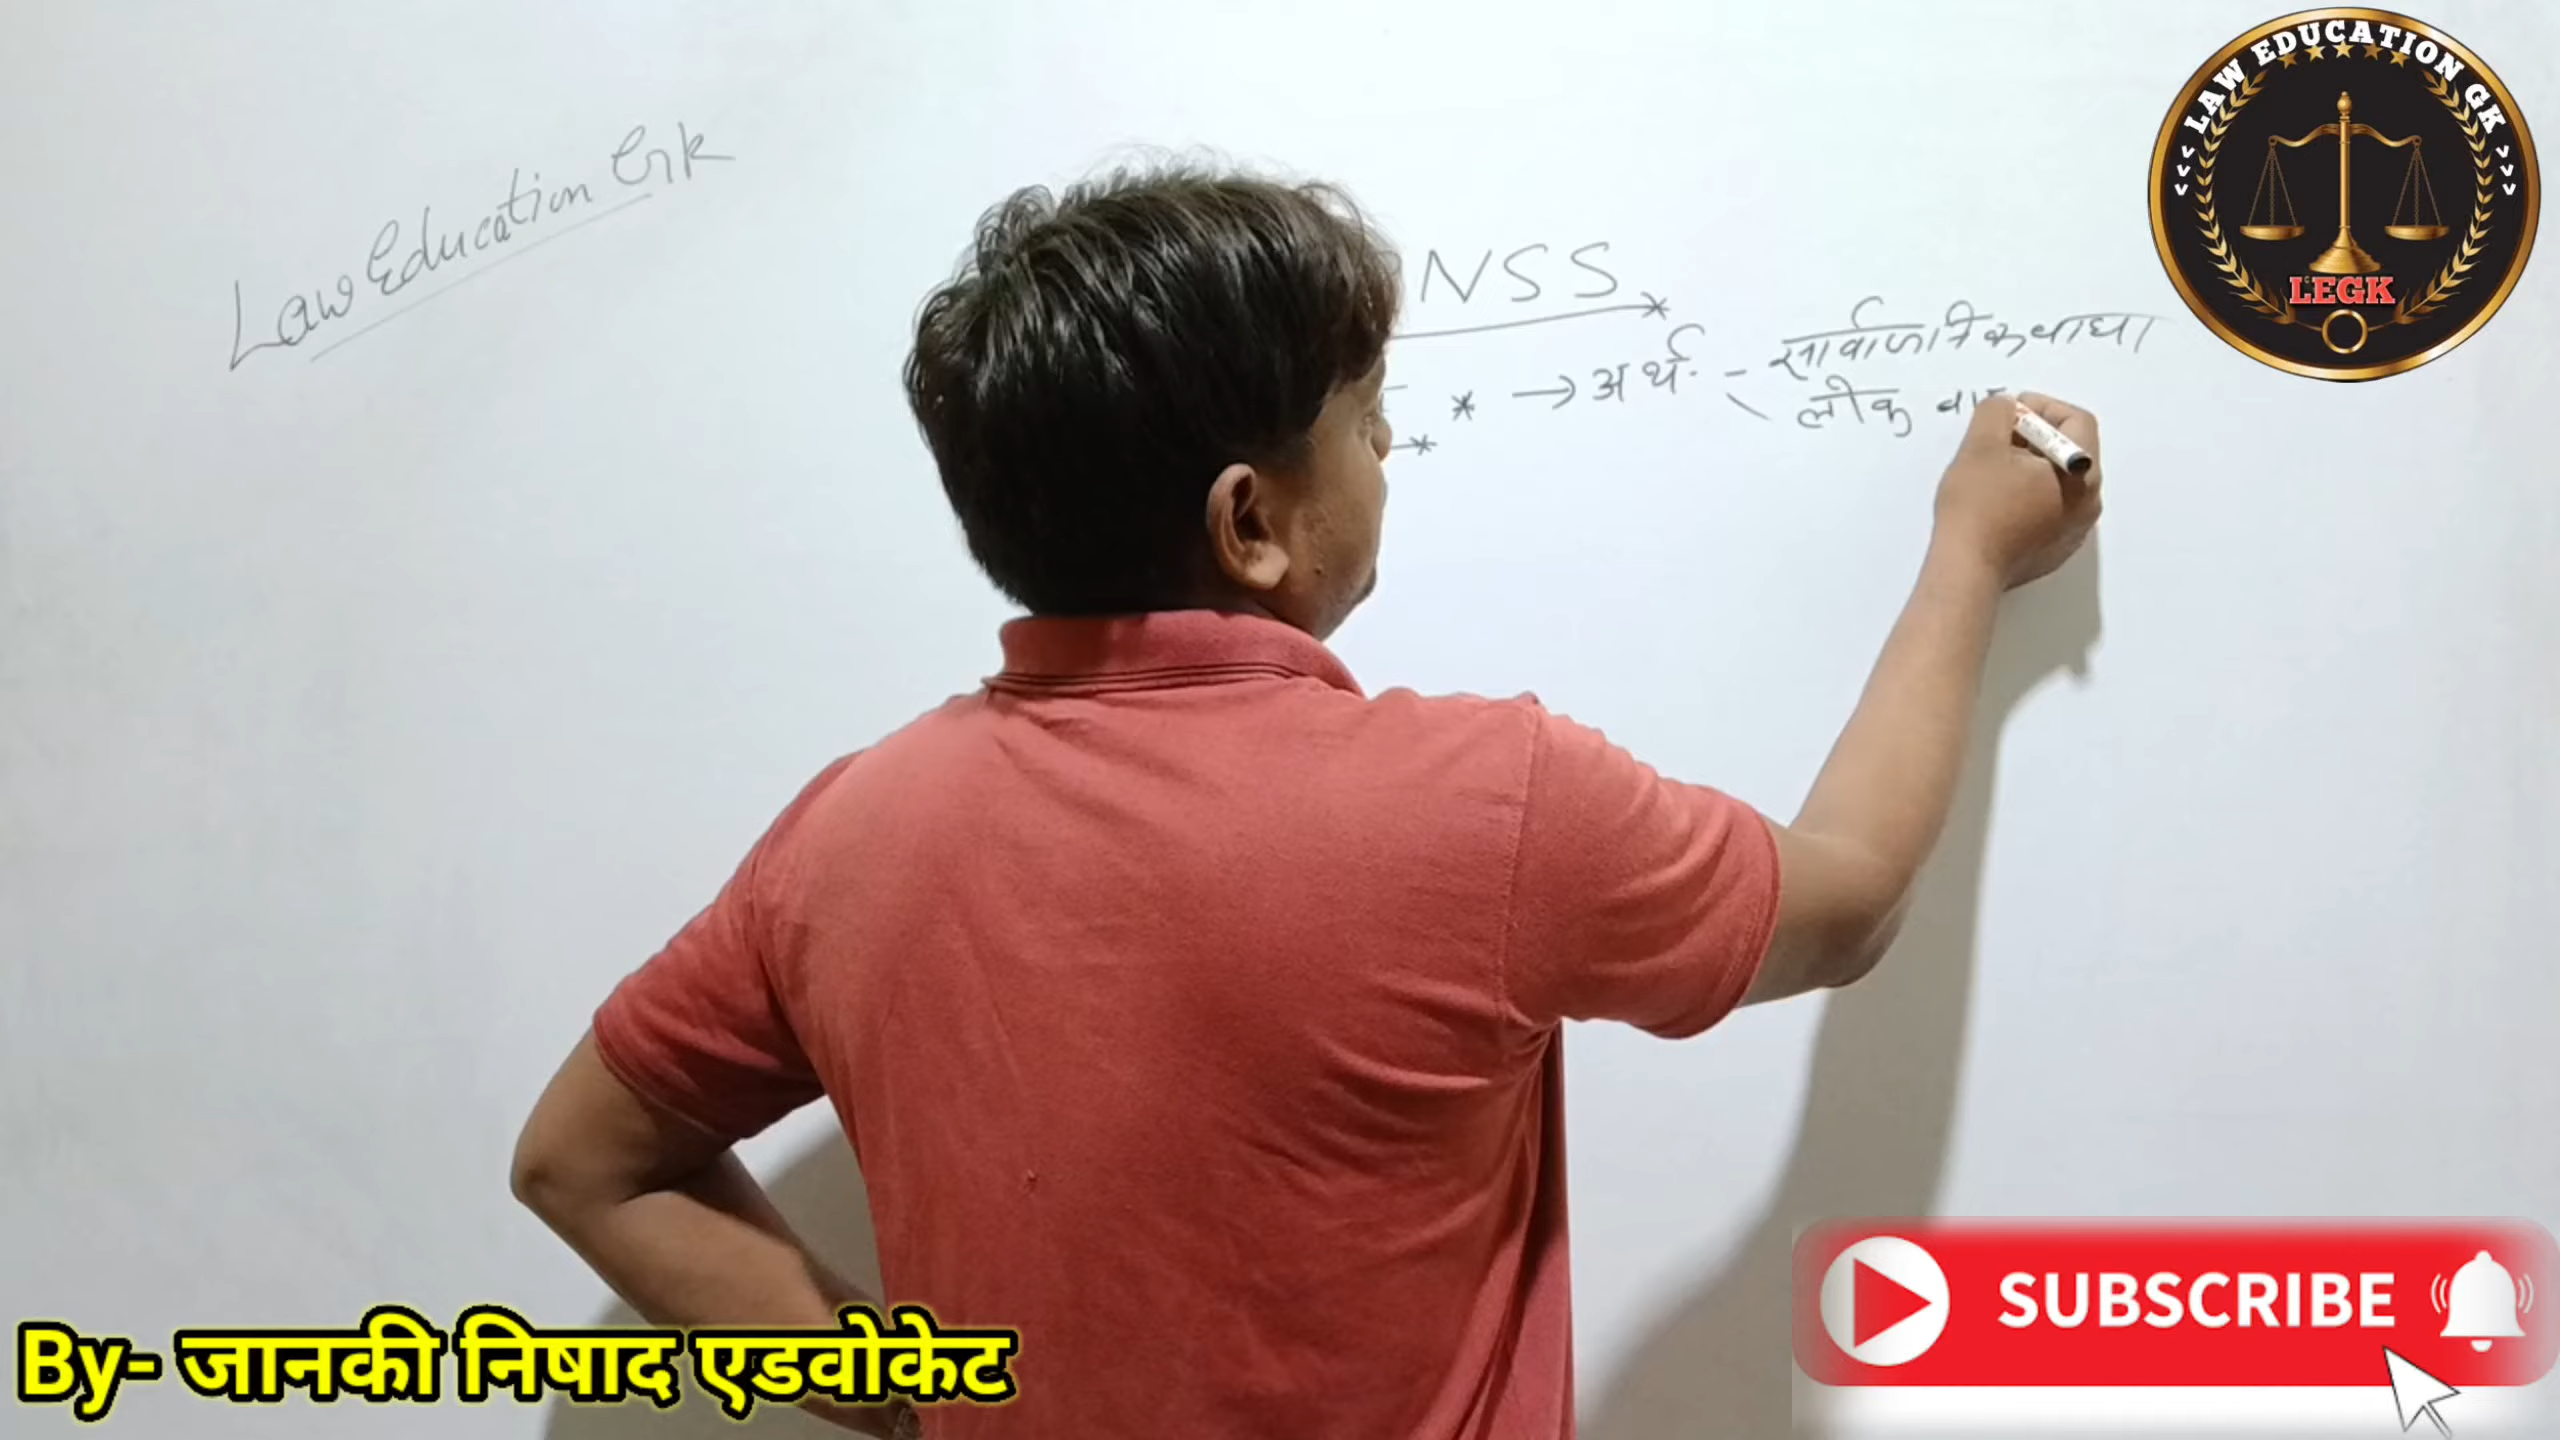 Law Education Gk
NSS
→ अर्थ - सार्वजनिक बाधा
लोक
LAW EDUCATION GK
LEGK
By- जानकी निषाद एडवोकेट
SUBSCRIBE